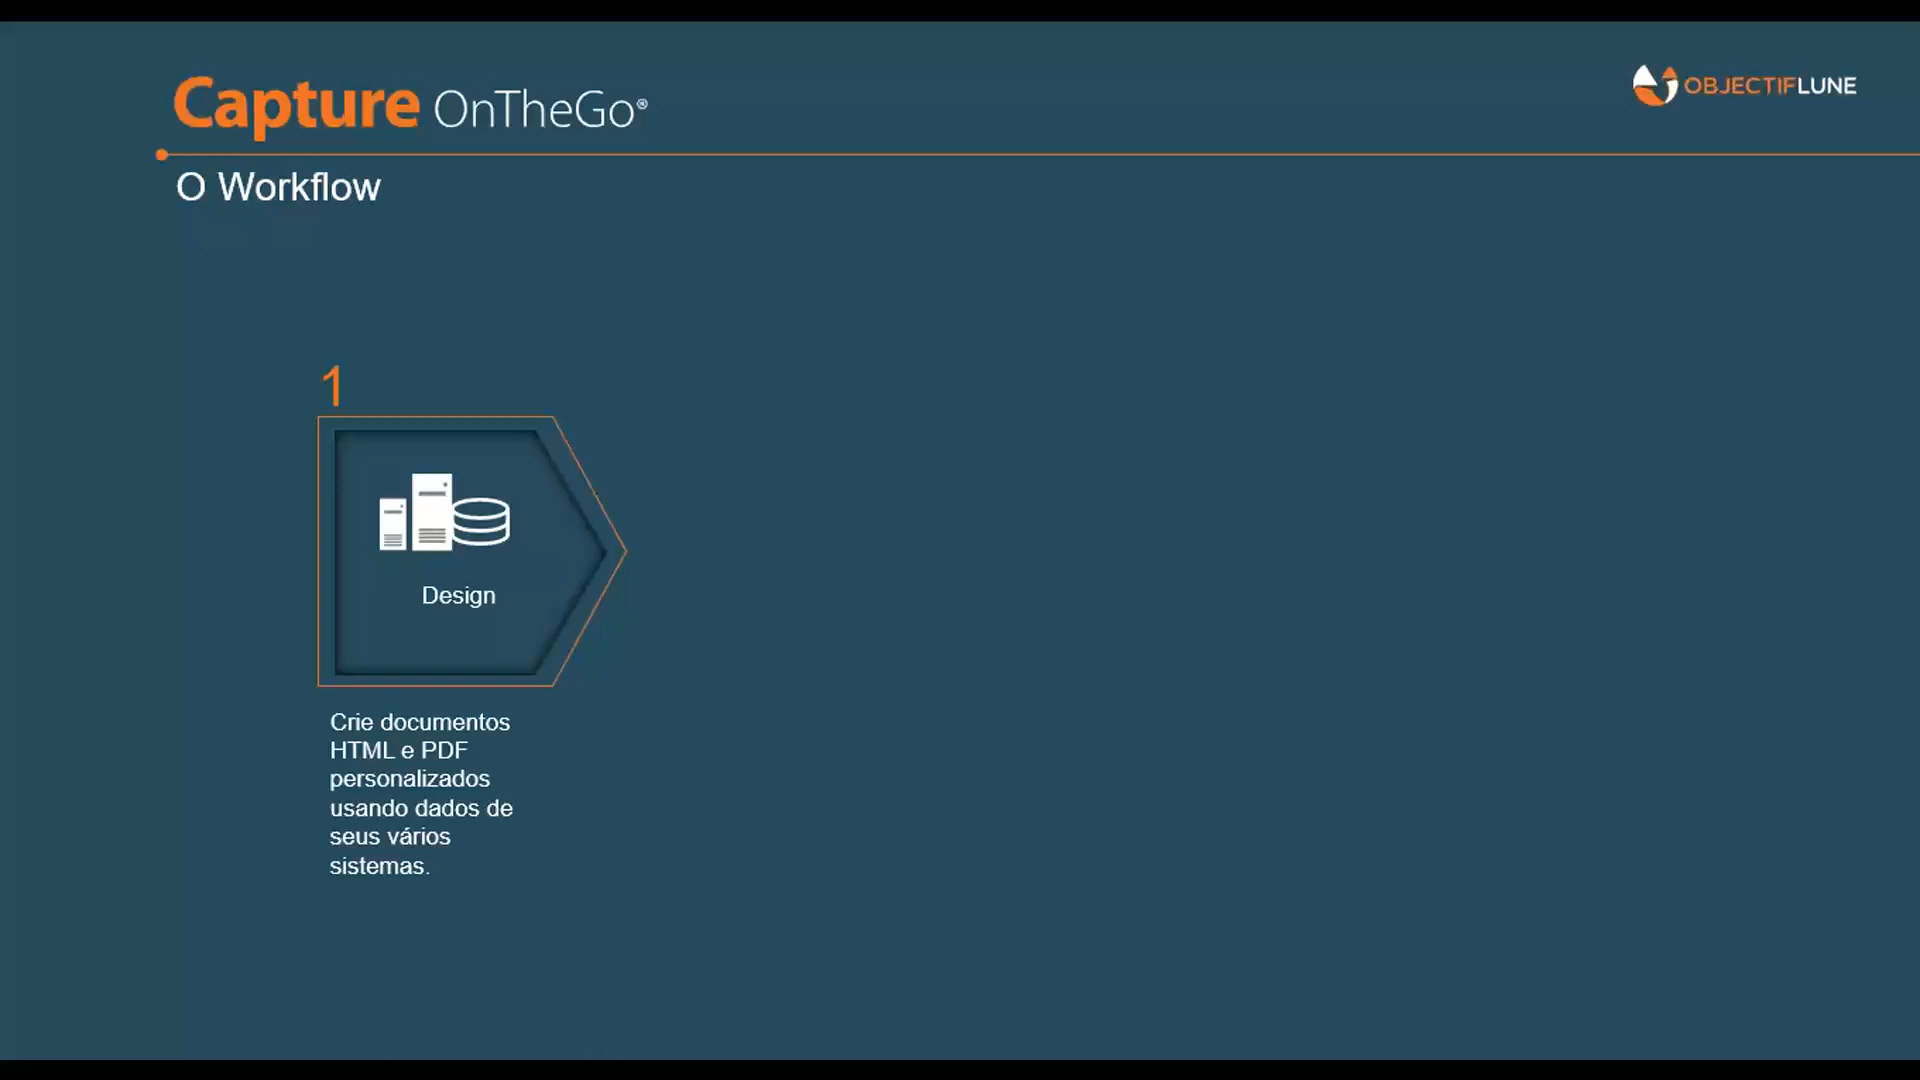 Capture OnTheGo®
OBJECTIFLUNE
O Workflow
1
Design
Crie documentos
HTML e PDF
personalizados
usando dados de
seus vários
sistemas.